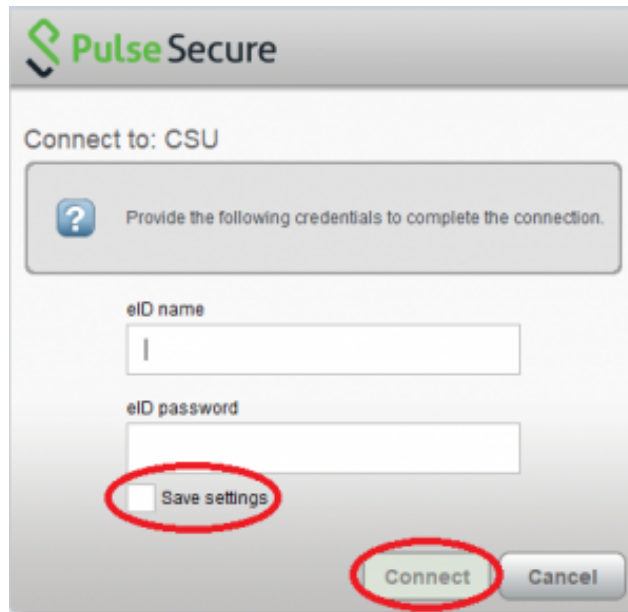 Pulse Secure
Connect to: CSU
Provide the following credentials to complete the connection.
eID name
eID password
Save settings
Connect
Cancel